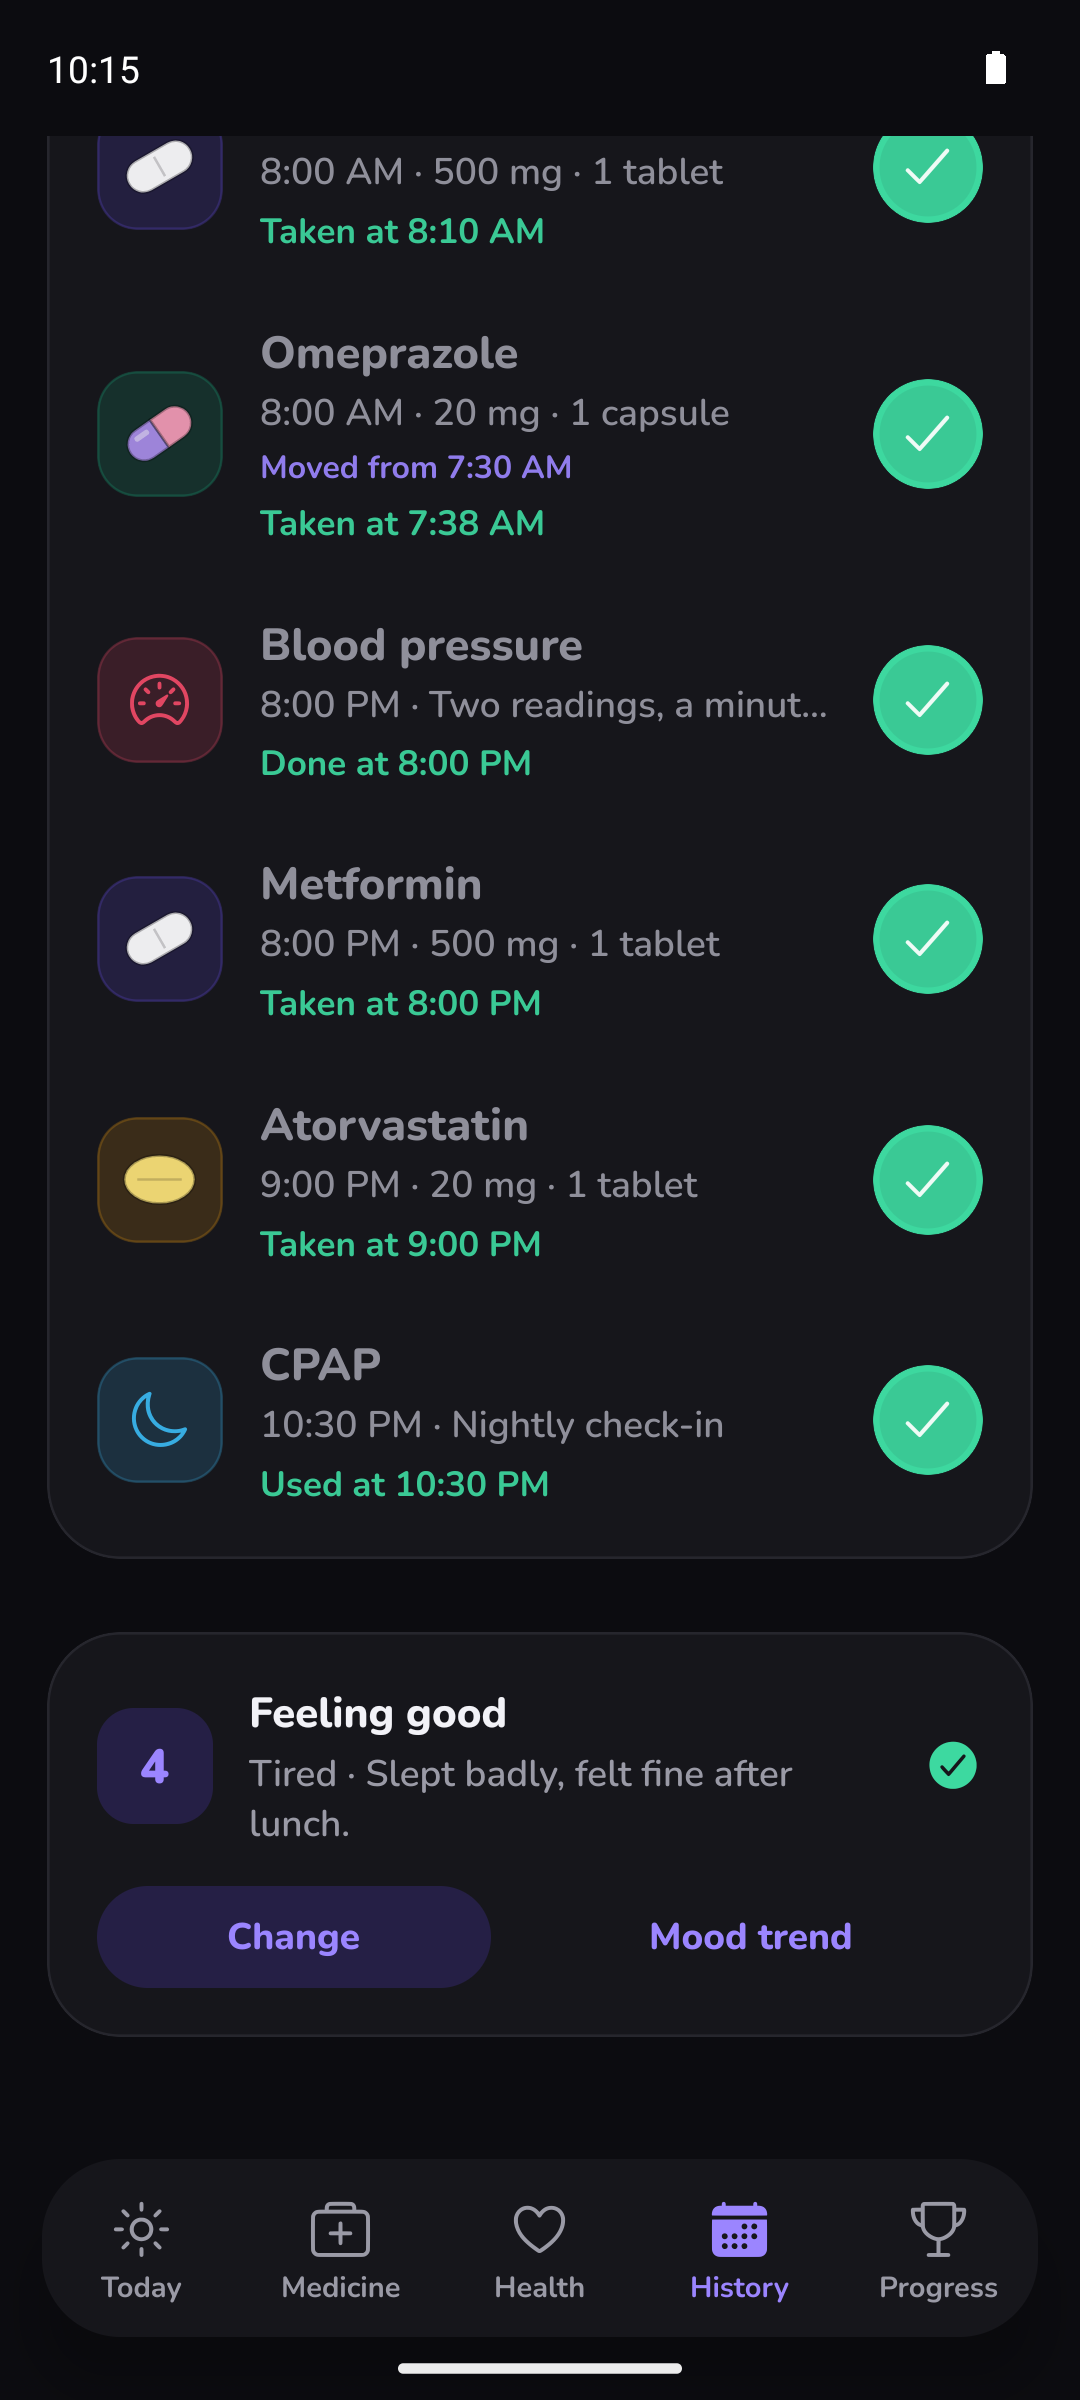 10:15
8:00 AM · 500 mg · 1 tablet
Taken at 8:10 AM
Omeprazole
8:00 AM · 20 mg · 1 capsule
Moved from 7:30 AM
Taken at 7:38 AM
Blood pressure
8:00 PM · Two readings, a minut...
Done at 8:00 PM
Metformin
8:00 PM · 500 mg · 1 tablet
Taken at 8:00 PM
Atorvastatin
9:00 PM · 20 mg · 1 tablet
Taken at 9:00 PM
CPAP
10:30 PM · Nightly check-in
Used at 10:30 PM
4
Feeling good
Tired · Slept badly, felt fine after
lunch.
Change
Mood trend
Today
Medicine
Health
History
Progress